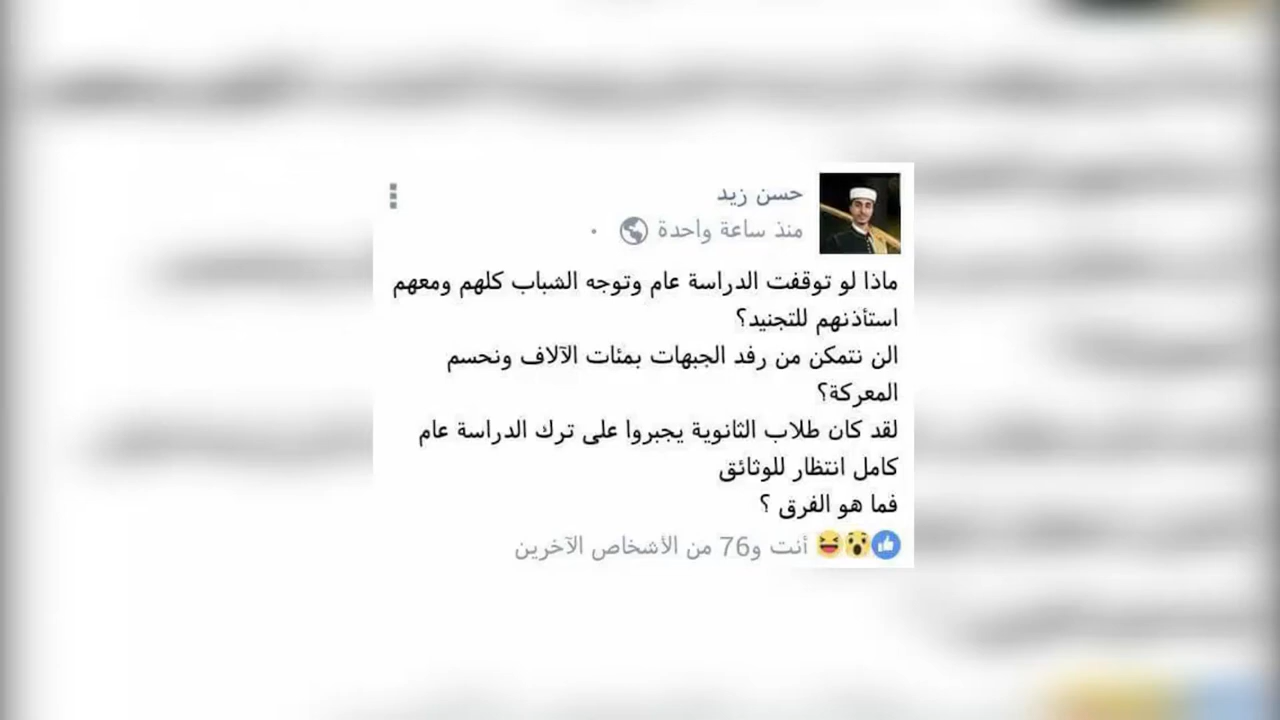 حسن زيد
منذ ساعة واحدة ·
ماذا لو توقفت الدراسة عام وتوجه الشباب كلهم ومعهم
استأذنهم للتجنيد؟
الن نتمكن من رفد الجبهات بمئات الآلاف ونحسم
المعركة؟
لقد كان طلاب الثانوية يجبروا على ترك الدراسة عام
كامل انتظار للوثائق
فما هو الفرق ؟
أنت و76 من الأشخاص الآخرين